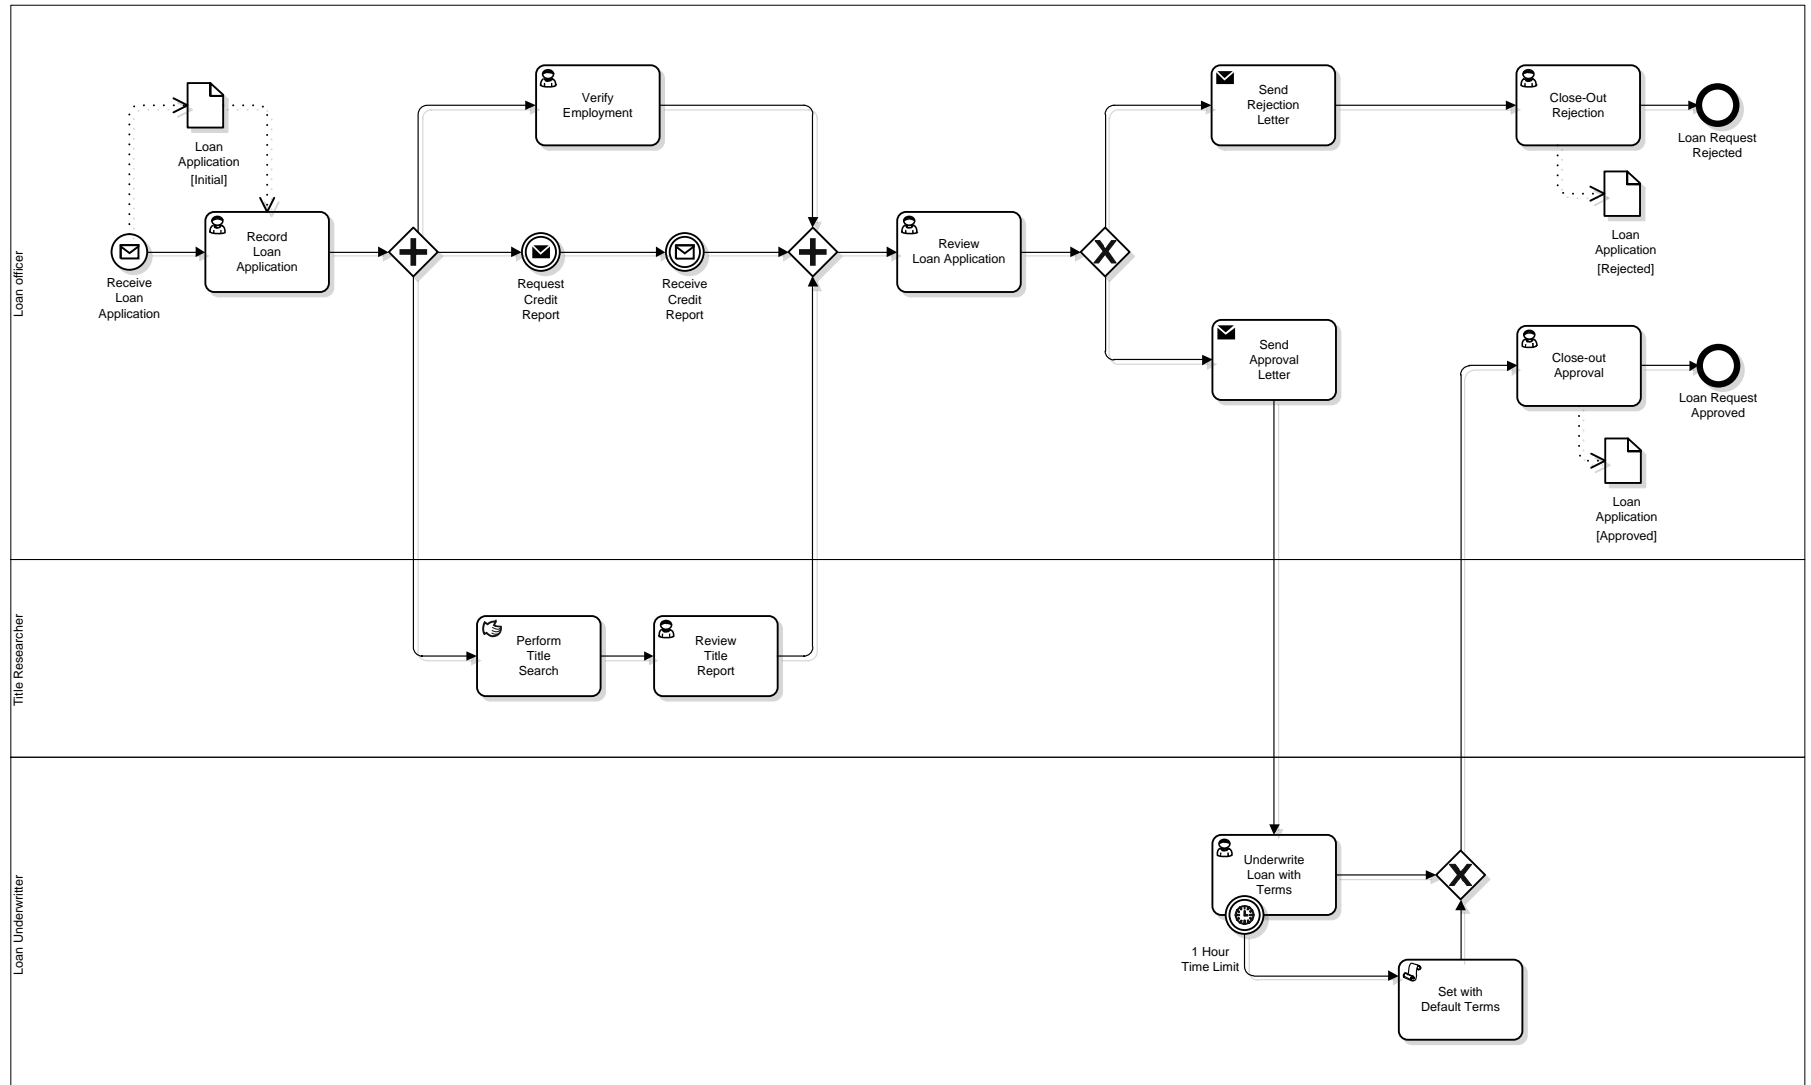 Loan officer
Receive
Loan
Application
Loan
Application
[Initial]
Record
Loan
Application
Verify
Employment
Request
Credit
Report
Receive
Credit
Report
Review
Loan Application
Send
Rejection
Letter
Close-Out
Rejection
Loan Request
Rejected
Loan
Application
[Rejected]
Send
Approval
Letter
Close-out
Approval
Loan Request
Approved
Loan
Application
[Approved]
Title Researcher
Perform
Title
Search
Review
Title
Report
Loan Underwritter
Underwrite
Loan with
Terms
1 Hour
Time Limit
Set with
Default Terms